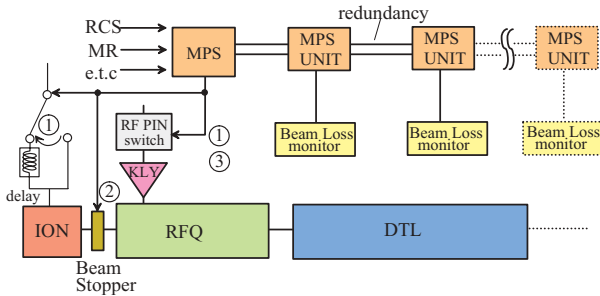 redundancy
RCS
MR
e.t.c
MPS
MPS
UNIT
MPS
UNIT
MPS
UNIT
①
RF PIN
switch
①
③
Beam Loss
monitor
Beam Loss
monitor
Beam Loss
monitor
KLY
delay
②
ION
RFQ
DTL
Beam
Stopper